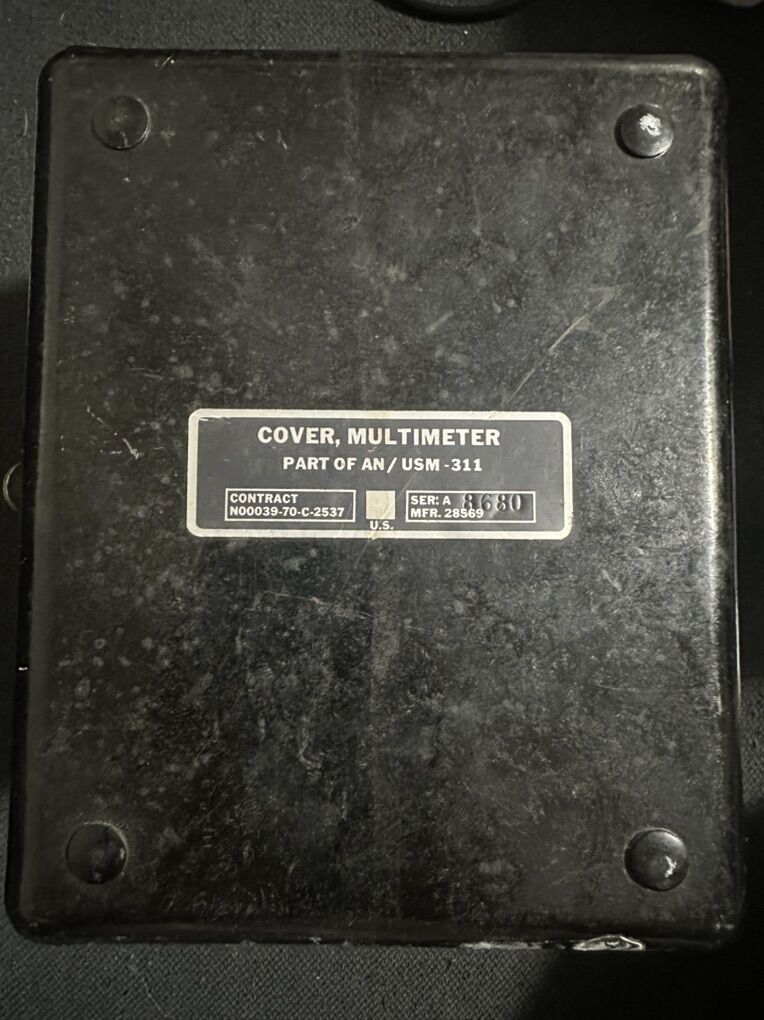 COVER, MULTIMETER
PART OF AN/USM-311
CONTRACT
N00039-70-C-2537
U.S.
SER: A 8680
MFR. 28569